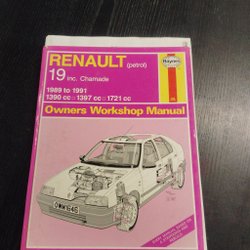 RENAULT (petrol)
19 inc. Chamade
Haynes
1989 to 1991
1390 cc □ 1397 cc □ 1721 cc
Owners Workshop Manual